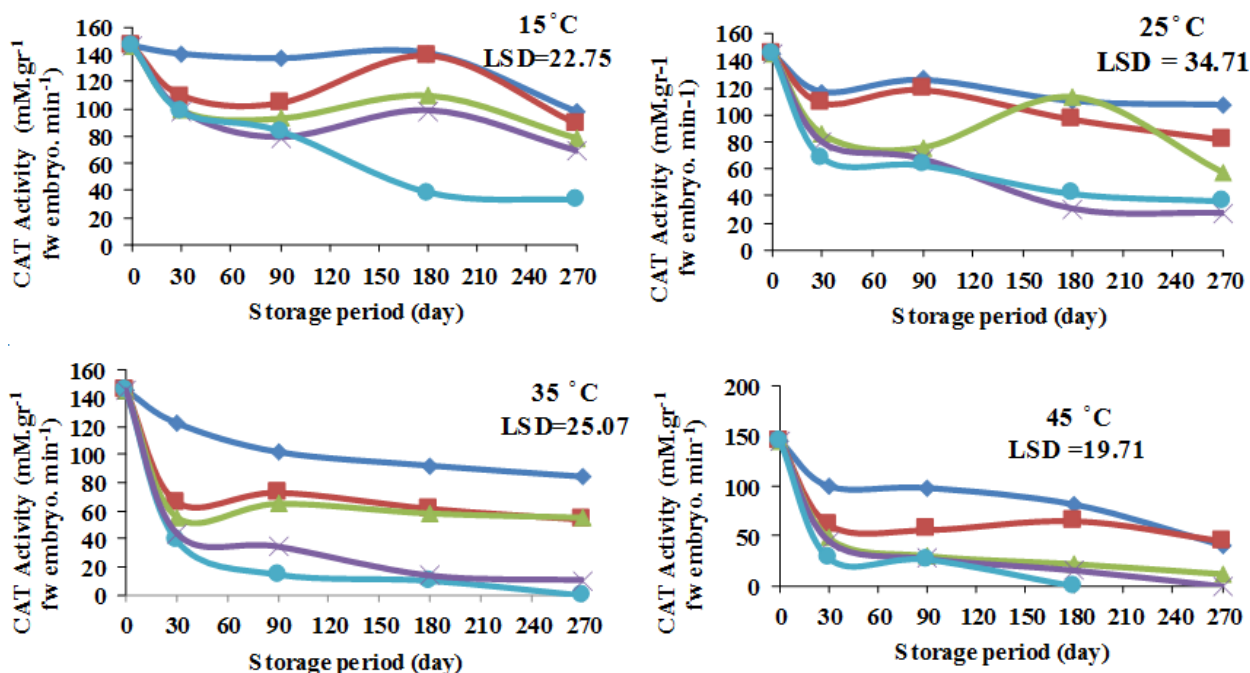 15 °C
LSD=22.75
CAT Activity (mM.gr⁻¹
fw embryo. min⁻¹)
160
140
120
100
80
60
40
20
0
0 30 60 90 120 150 180 210 240 270
Storage period (day)
25 °C
LSD = 34.71
CAT Activity (mM.gr-1
fw embryo. min-1)
160
140
120
100
80
60
40
20
0
0 30 60 90 120 150 180 210 240 270
Storage period (day)
35 °C
LSD=25.07
CAT Activity (mM.gr⁻¹
fw embryo. min⁻¹)
160
140
120
100
80
60
40
20
0
0 30 60 90 120 150 180 210 240 270
Storage period (day)
45 °C
LSD =19.71
CAT Activity (mM.gr⁻¹
fw embryo. min⁻¹)
200
150
100
50
0
0 30 60 90 120 150 180 210 240 270
Storage period (day)